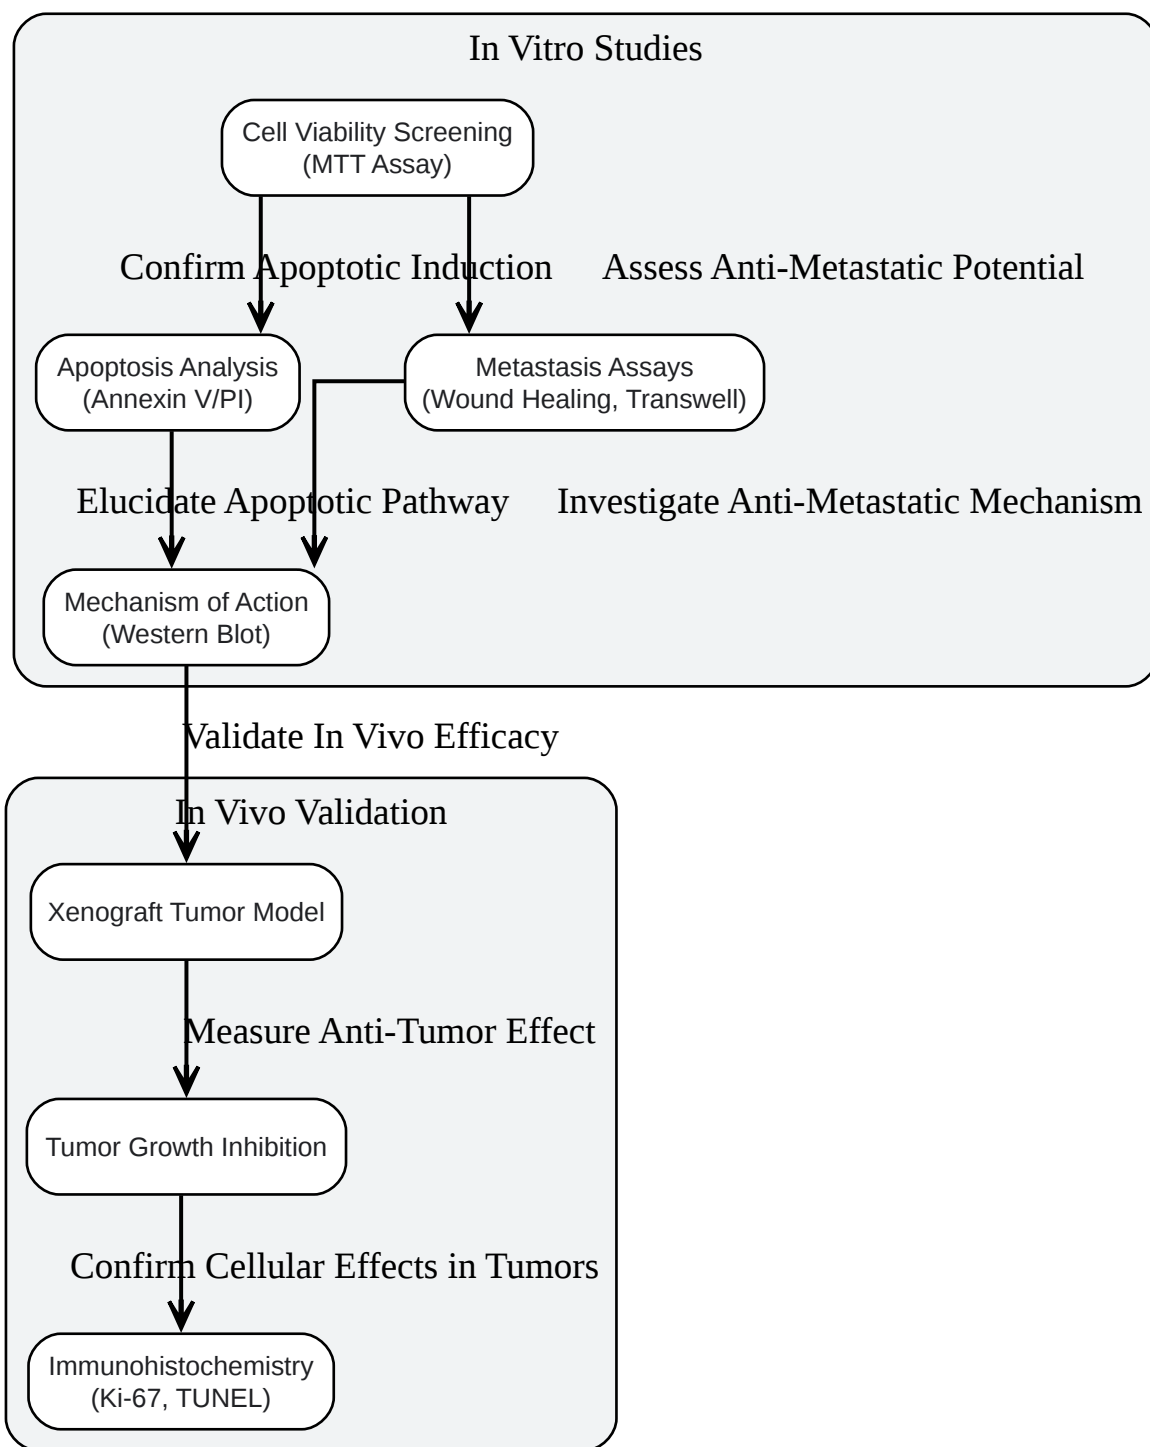 In Vitro Studies
Cell Viability Screening
(MTT Assay)
Confirm Apoptotic Induction
Assess Anti-Metastatic Potential
Apoptosis Analysis
(Annexin V/PI)
Metastasis Assays
(Wound Healing, Transwell)
Elucidate Apoptotic Pathway
Investigate Anti-Metastatic Mechanism
Mechanism of Action
(Western Blot)
Validate In Vivo Efficacy
In Vivo Validation
Xenograft Tumor Model
Measure Anti-Tumor Effect
Tumor Growth Inhibition
Confirm Cellular Effects in Tumors
Immunohistochemistry
(Ki-67, TUNEL)